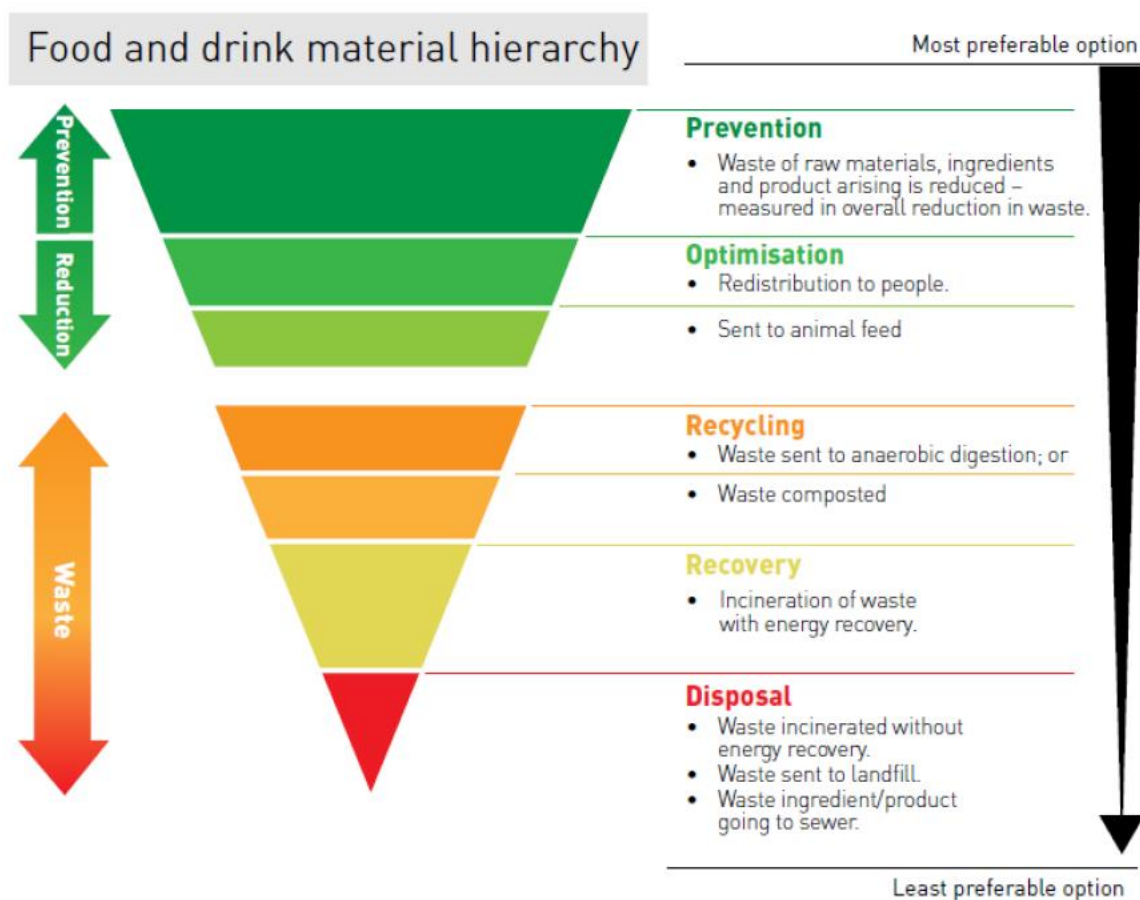 Food and drink material hierarchy
Most preferable option
Prevention
Reduction
Waste
Prevention
• Waste of raw materials, ingredients
and product arising is reduced –
measured in overall reduction in waste.
Optimisation
• Redistribution to people.
• Sent to animal feed
Recycling
• Waste sent to anaerobic digestion; or
• Waste composted
Recovery
• Incineration of waste
with energy recovery.
Disposal
• Waste incinerated without
energy recovery.
• Waste sent to landfill.
• Waste ingredient/product
going to sewer.
Least preferable option